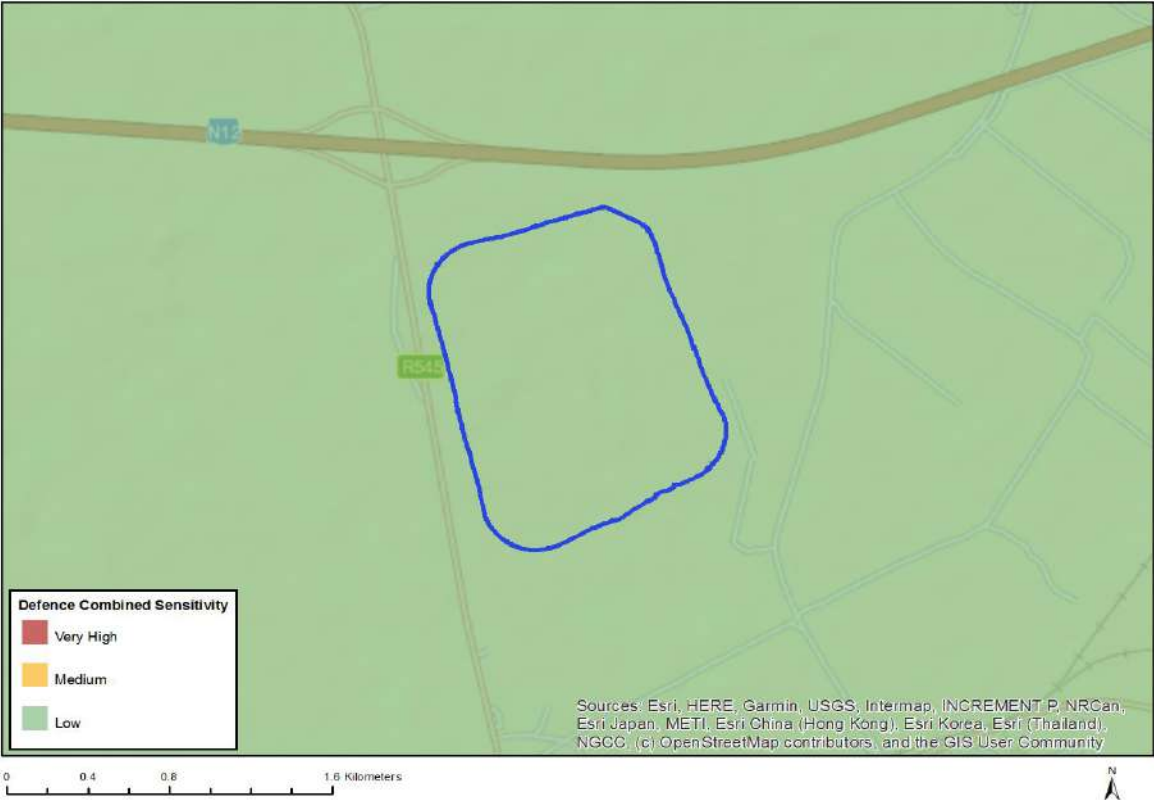 N12
R545
Defence Combined Sensitivity
Very High
Medium
Low
Sources: Esri, HERE, Garmin, USGS, Intermap, INCREMENT P, NRCan,
Esri Japan, METI, Esri China (Hong Kong), Esri Korea, Esri (Thailand),
NGCC, (c) OpenStreetMap contributors, and the GIS User Community
0 0.4 0.8 1.6 Kilometers
N